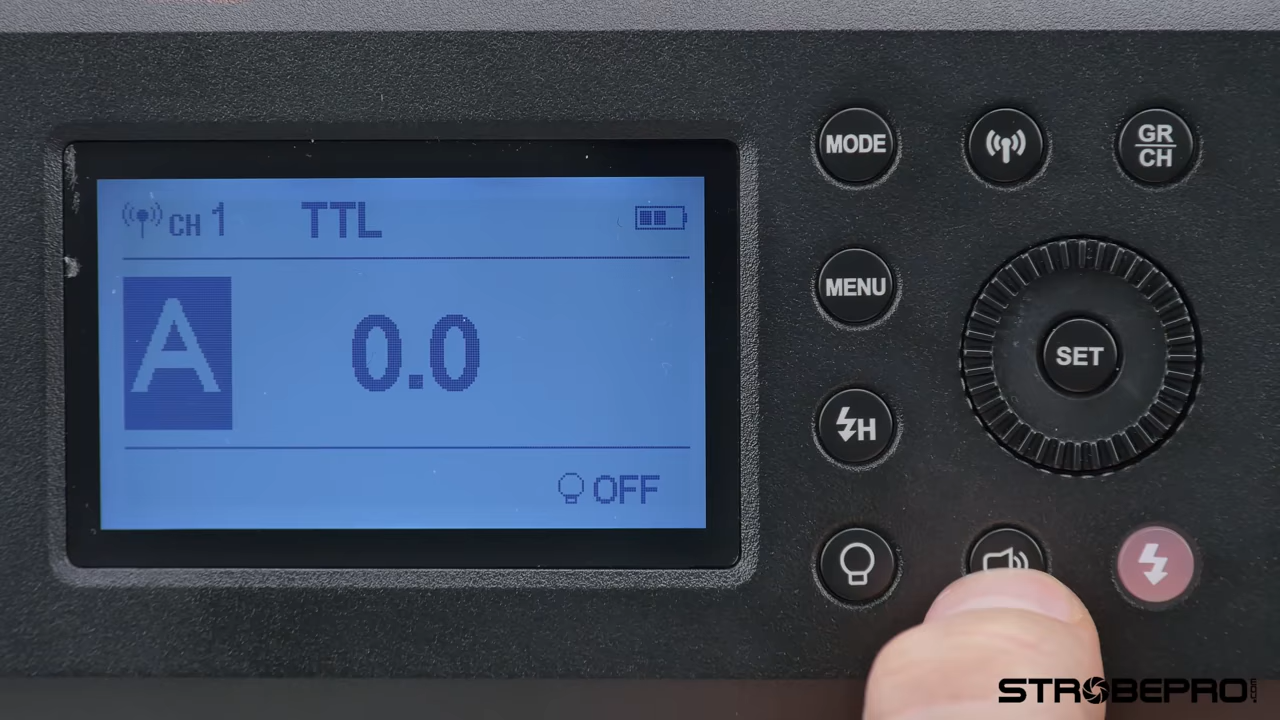 CH 1 TTL
A 0.0
OFF
MODE
GR
CH
MENU
SET
H
STROBEPRO.com